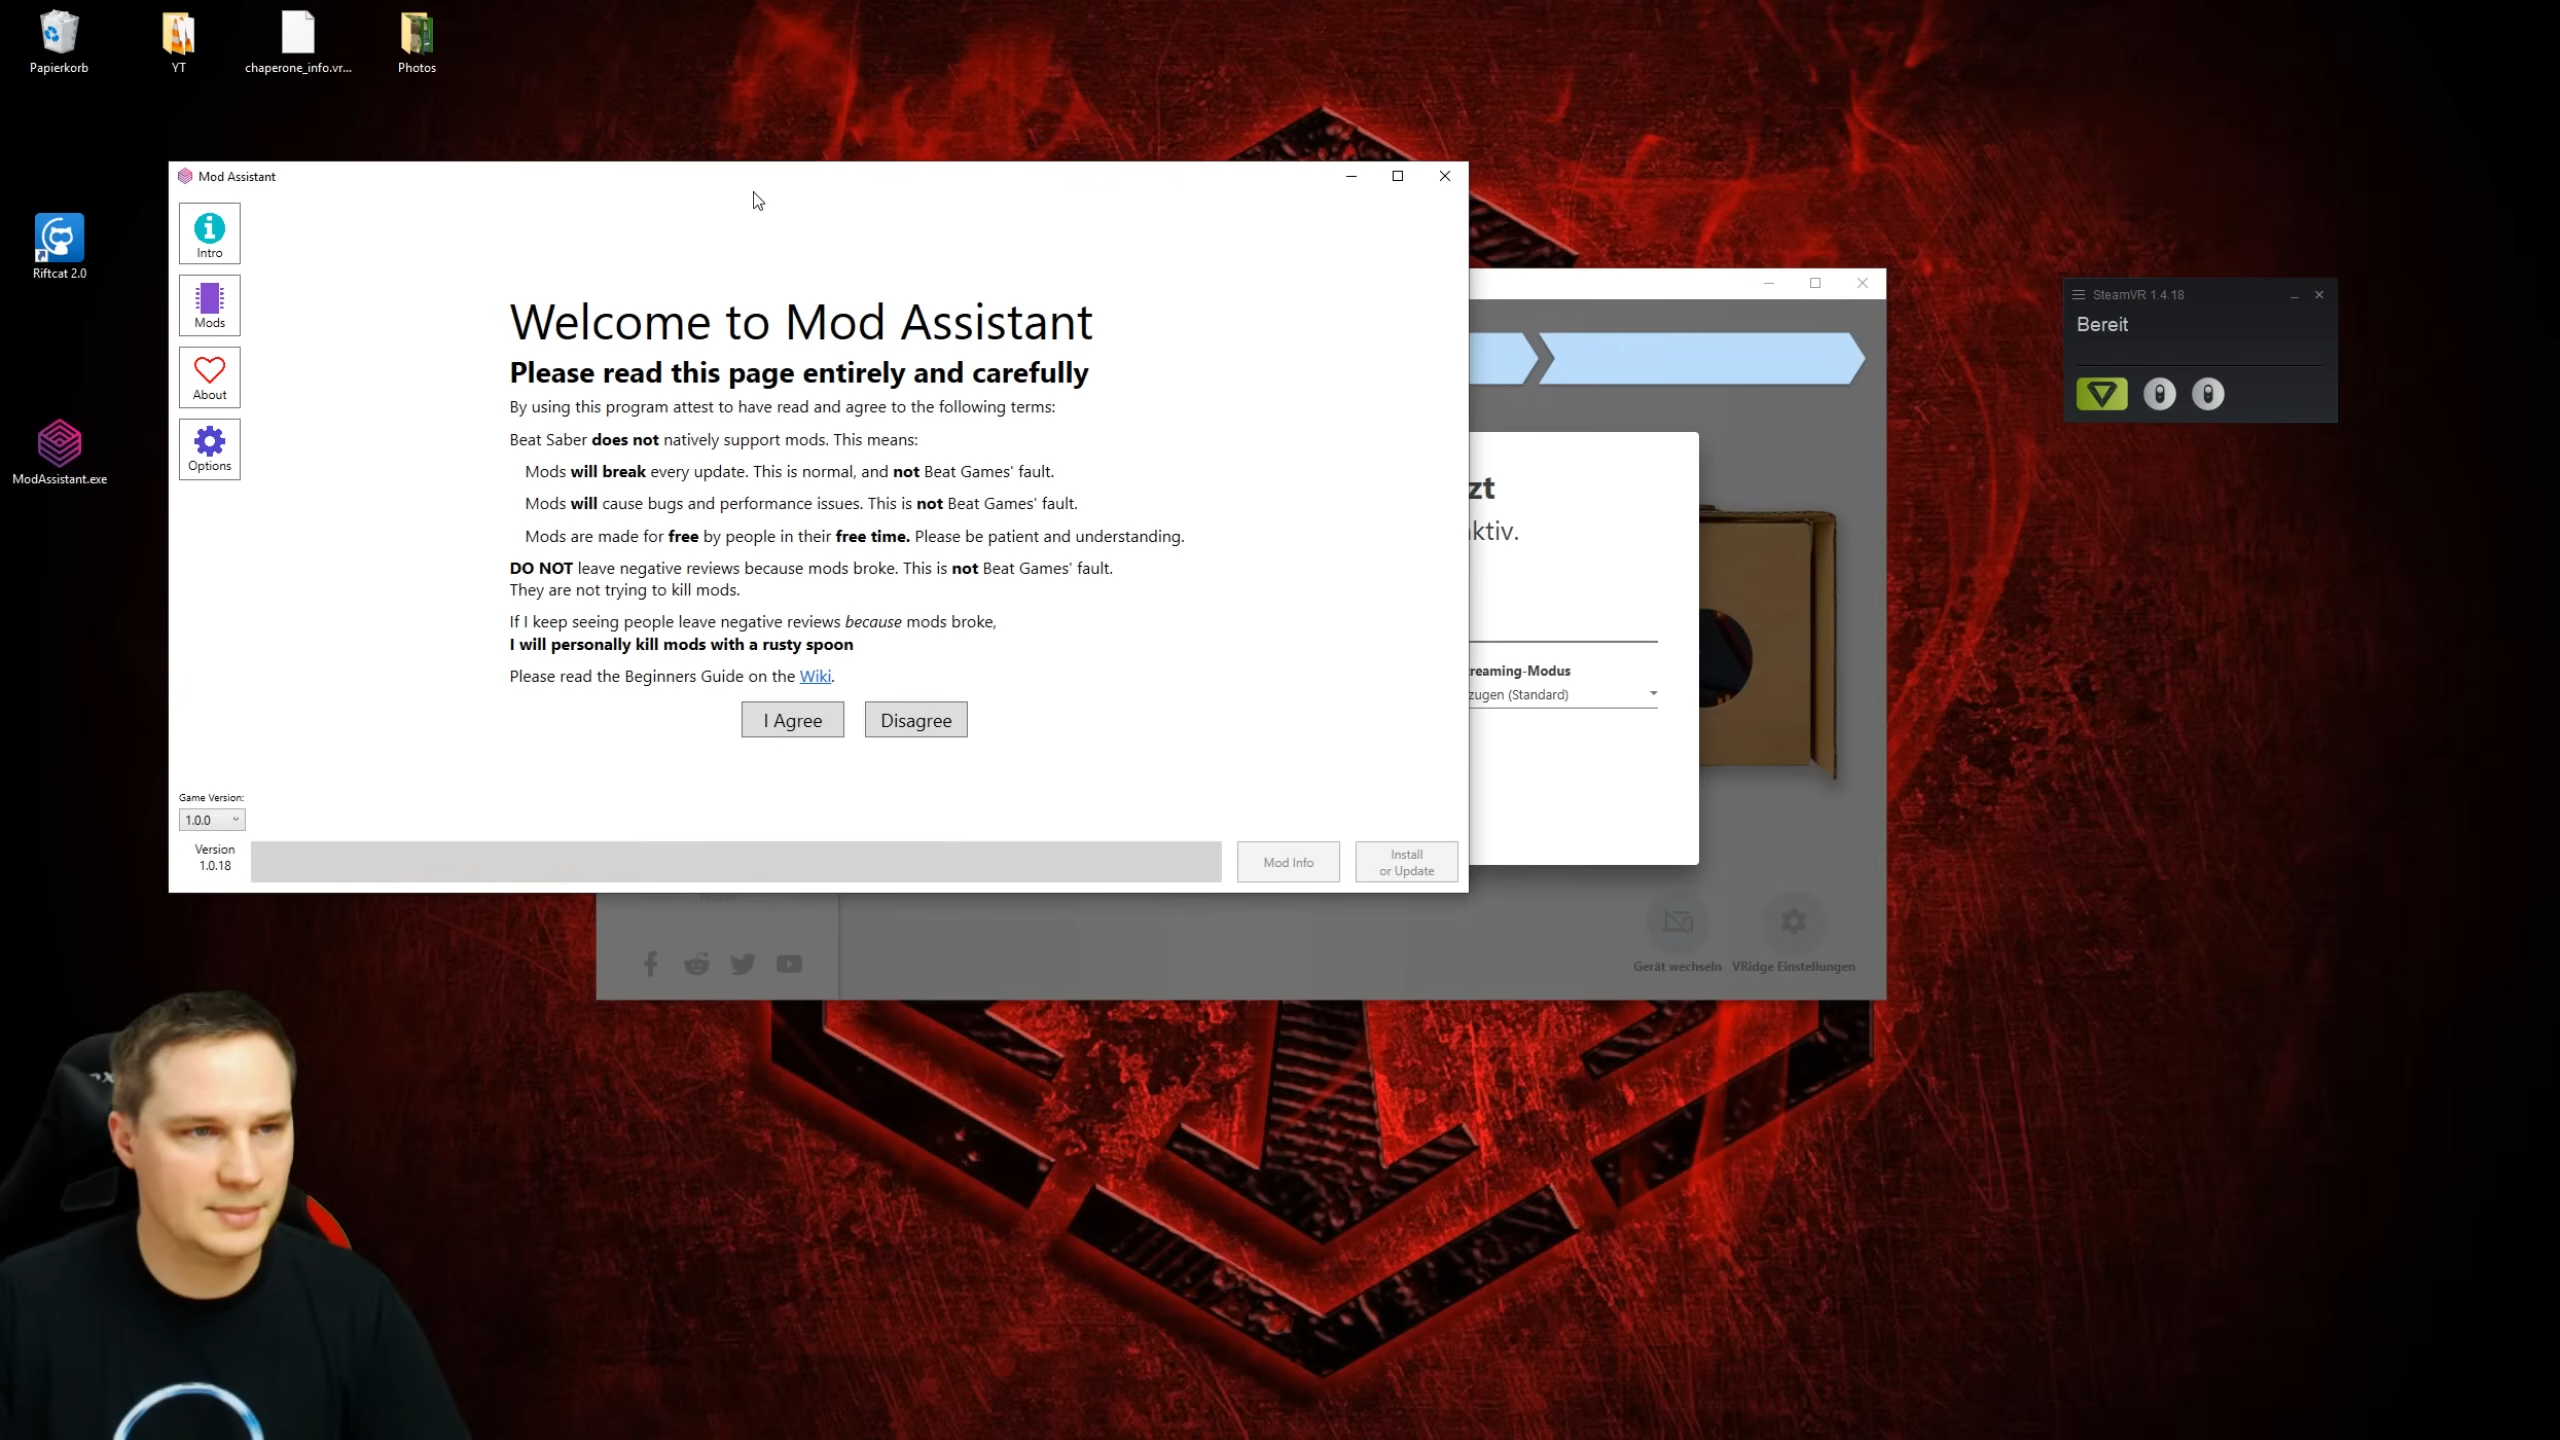 Papierkorb
YT
chaperone_info.vr...
Photos
Riftcat 2.0
ModAssistant.exe
Mod Assistant
Intro
Mods
About
Options
Welcome to Mod Assistant
Please read this page entirely and carefully
By using this program attest to have read and agree to the following terms:
Beat Saber does not natively support mods. This means:
Mods will break every update. This is normal, and not Beat Games' fault.
Mods will cause bugs and performance issues. This is not Beat Games' fault.
Mods are made for free by people in their free time. Please be patient and understanding.
DO NOT leave negative reviews because mods broke. This is not Beat Games' fault.
They are not trying to kill mods.
If I keep seeing people leave negative reviews because mods broke,
I will personally kill mods with a rusty spoon
Please read the Beginners Guide on the Wiki.
I Agree
Disagree
Game Version:
1.0.0
Version
1.0.18
Mod Info
Install
or Update
zt
ktiv.
reaming-Modus
zugen (Standard)
Gerät wechseln
VRidge Einstellungen
SteamVR 1.4.18
Bereit